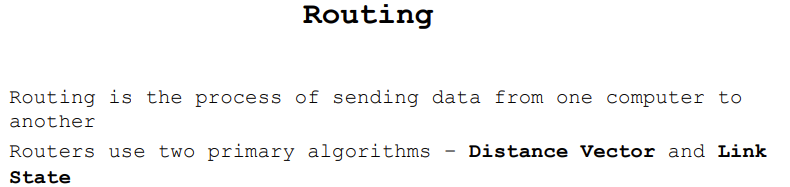 Routing
Routing is the process of sending data from one computer to
another
Routers use two primary algorithms – Distance Vector and Link
State